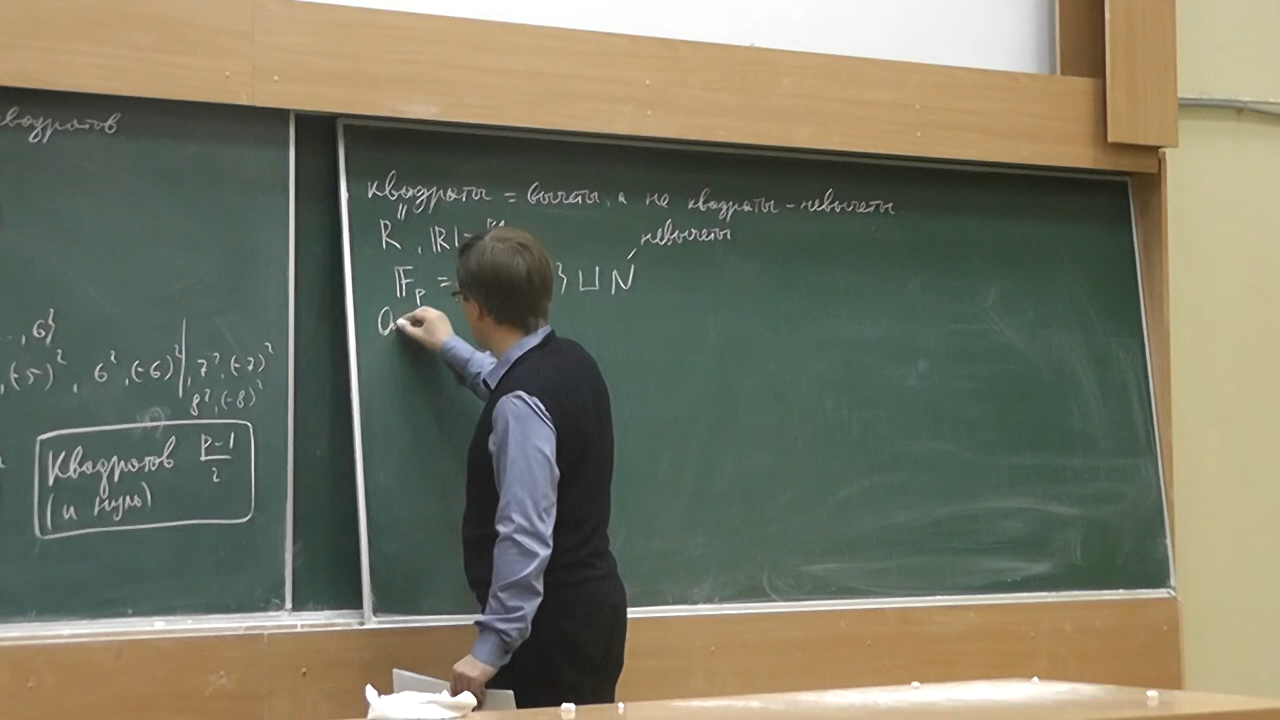 квадратов
..., 6}
, (-5)², 6², (-6)² | , 7², (-7)²
8², (-8)²
Квадратов (p-1)/2
(и нуль)
квадраты = вычеты, а не квадраты - невычеты.
R, |R| =
невычеты
𝔽p = } ⊔ N